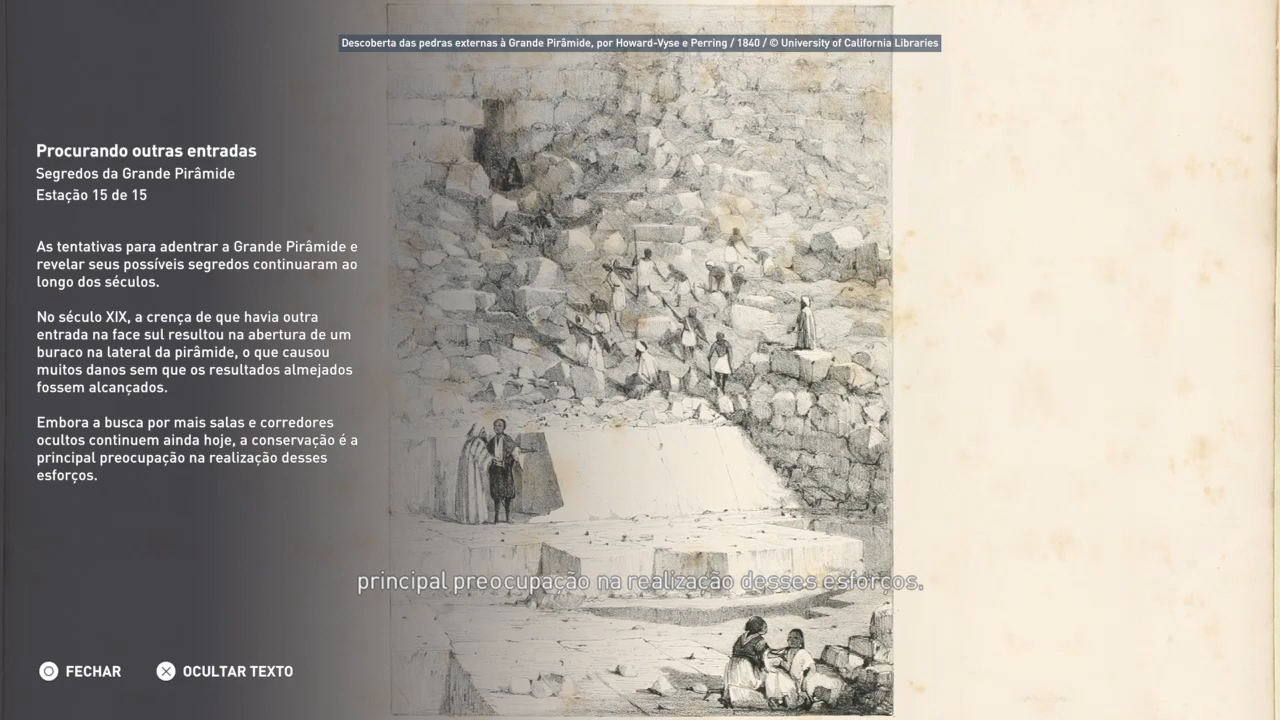 Descoberta das pedras externas à Grande Pirâmide, por Howard-Vyse e Perring / 1840 / © University of California Libraries
Procurando outras entradas
Segredos da Grande Pirâmide
Estação 15 de 15
As tentativas para adentrar a Grande Pirâmide e
revelar seus possíveis segredos continuaram ao
longo dos séculos.
No século XIX, a crença de que havia outra
entrada na face sul resultou na abertura de um
buraco na lateral da pirâmide, o que causou
muitos danos sem que os resultados almejados
fossem alcançados.
Embora a busca por mais salas e corredores
ocultos continuem ainda hoje, a conservação é a
principal preocupação na realização desses
esforços.
principal preocupação na realização desses esforços.
FECHAR
OCULTAR TEXTO